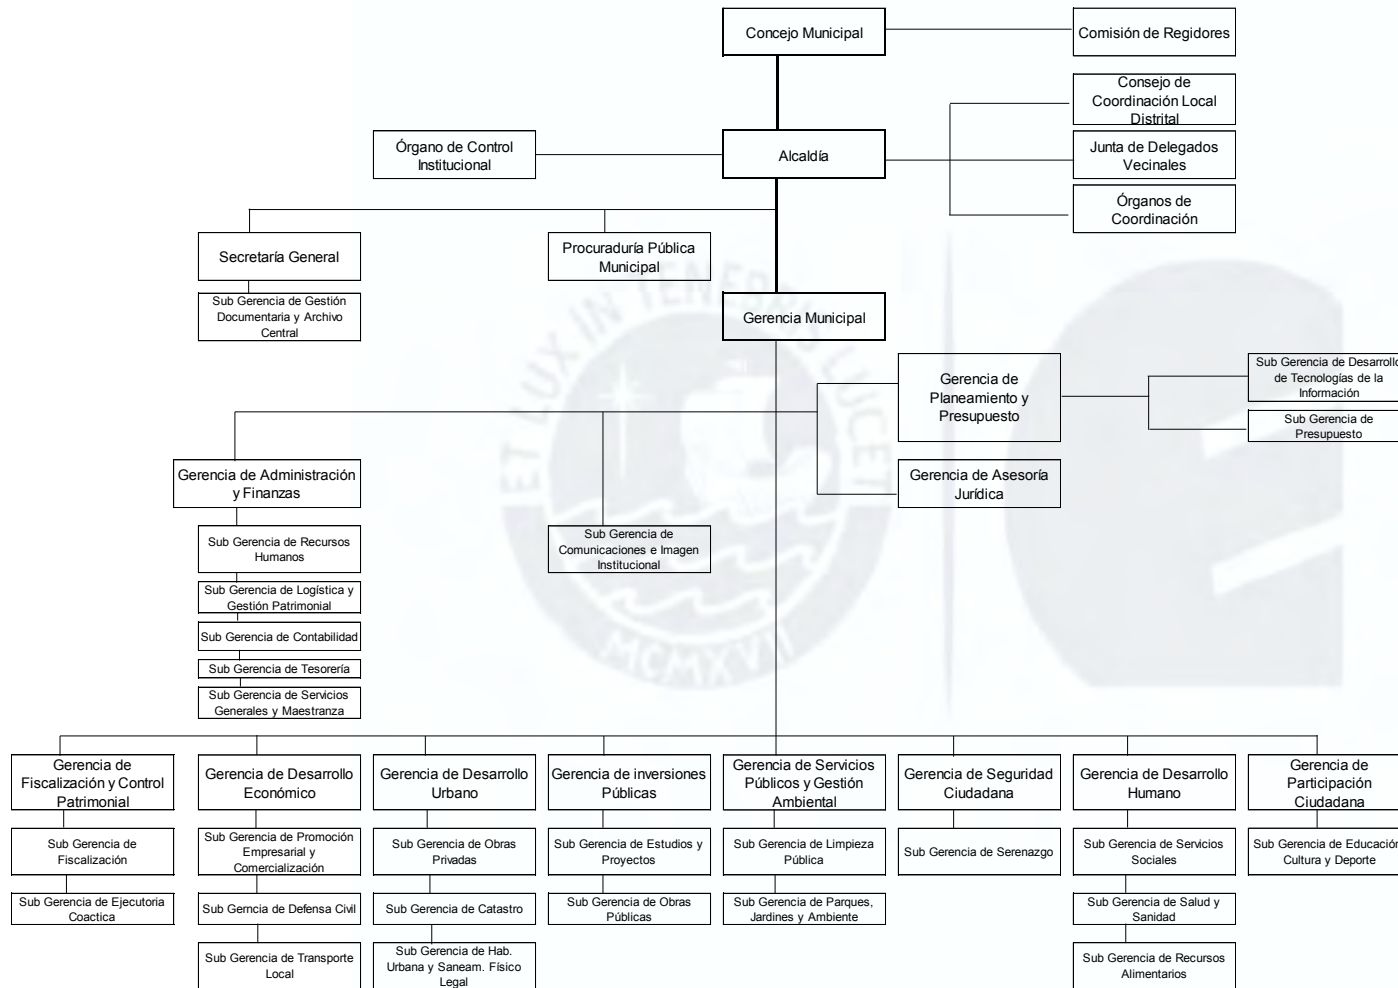 Concejo Municipal
Comisión de Regidores
Consejo de
Coordinación Local
Distrital
Órgano de Control
Institucional
Alcaldía
Junta de Delegados
Vecinales
Órganos de
Coordinación
Secretaría General
Procuraduría Pública
Municipal
Sub Gerencia de Gestión
Documentaria y Archivo
Central
Gerencia Municipal
Gerencia de
Planeamiento y
Presupuesto
Sub Gerencia de Desarrollo
de Tecnologías de la
Información
Sub Gerencia de
Presupuesto
Gerencia de Administración
y Finanzas
Gerencia de Asesoría
Jurídica
Sub Gerencia de Recursos
Humanos
Sub Gerencia de
Comunicaciones e Imagen
Institucional
Sub Gerencia de Logística y
Gestión Patrimonial
Sub Gerencia de Contabilidad
Sub Gerencia de Tesorería
Sub Gerencia de Servicios
Generales y Maestranza
Gerencia de
Fiscalización y Control
Patrimonial
Gerencia de Desarrollo
Económico
Gerencia de Desarrollo
Urbano
Gerencia de inversiones
Públicas
Gerencia de Servicios
Públicos y Gestión
Ambiental
Gerencia de Seguridad
Ciudadana
Gerencia de Desarrollo
Humano
Gerencia de
Participación
Ciudadana
Sub Gerencia de
Fiscalización
Sub Gerencia de Promoción
Empresarial y
Comercialización
Sub Gerencia de Obras
Privadas
Sub Gerencia de Estudios y
Proyectos
Sub Gerencia de Limpieza
Pública
Sub Gerencia de Serenazgo
Sub Gerencia de Servicios
Sociales
Sub Gerencia de Educación
Cultura y Deporte
Sub Gerencia de Ejecutoria
Coactica
Sub Gerncia de Defensa Civil
Sub Gerencia de Catastro
Sub Gerencia de Obras
Públicas
Sub Gerencia de Parques,
Jardines y Ambiente
Sub Gerencia de Salud y
Sanidad
Sub Gerencia de Transporte
Local
Sub Gerencia de Hab.
Urbana y Saneam. Físico
Legal
Sub Gerencia de Recursos
Alimentarios
ET LUX IN TENEBRIS LUCET
MCMXVII